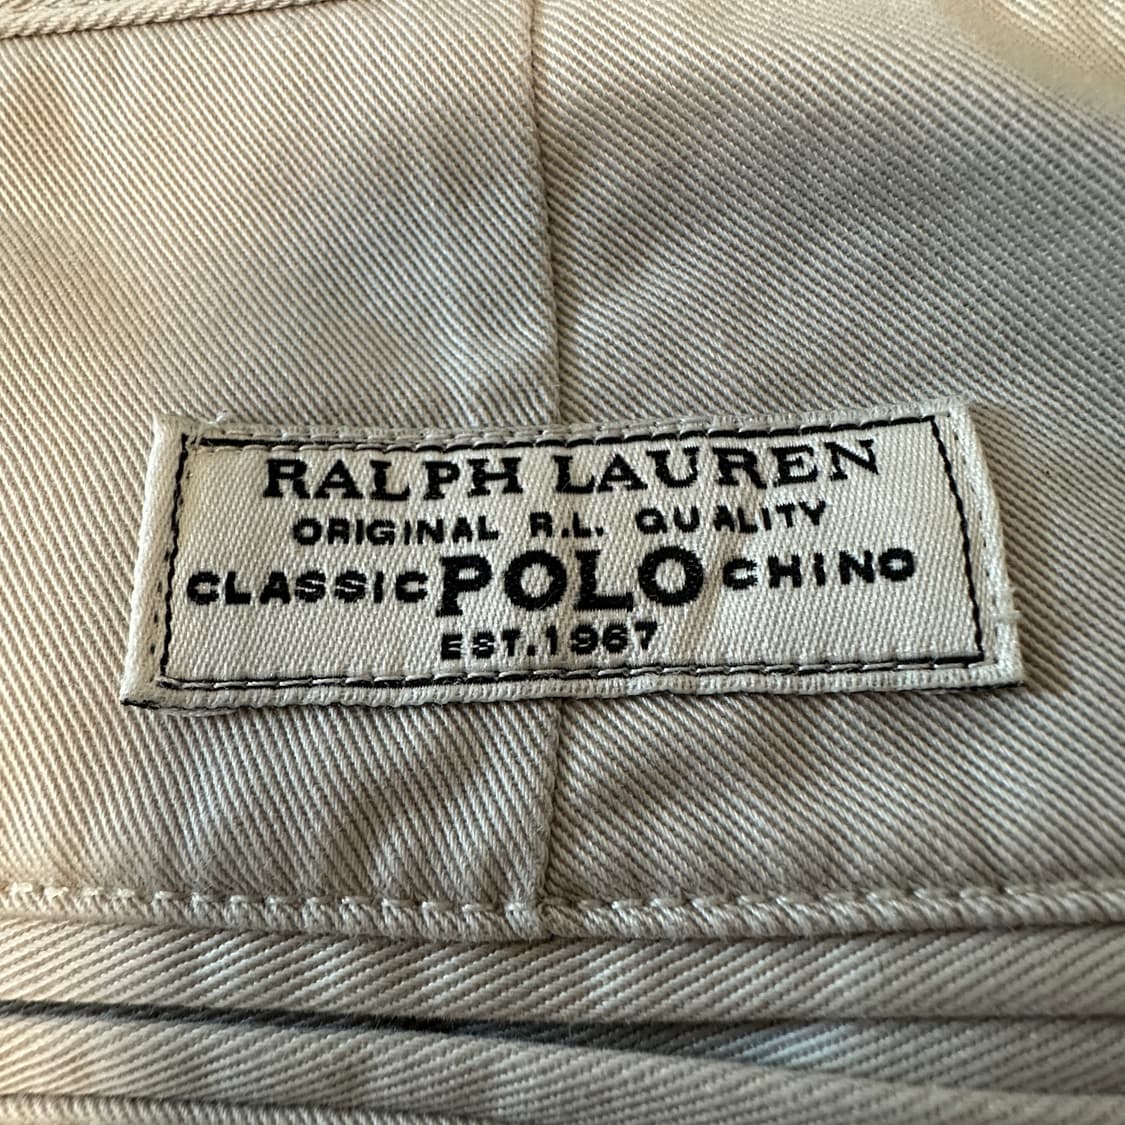 RALPH LAUREN
ORIGINAL R.L. QUALITY
CLASSIC POLO CHINO
EST.1967